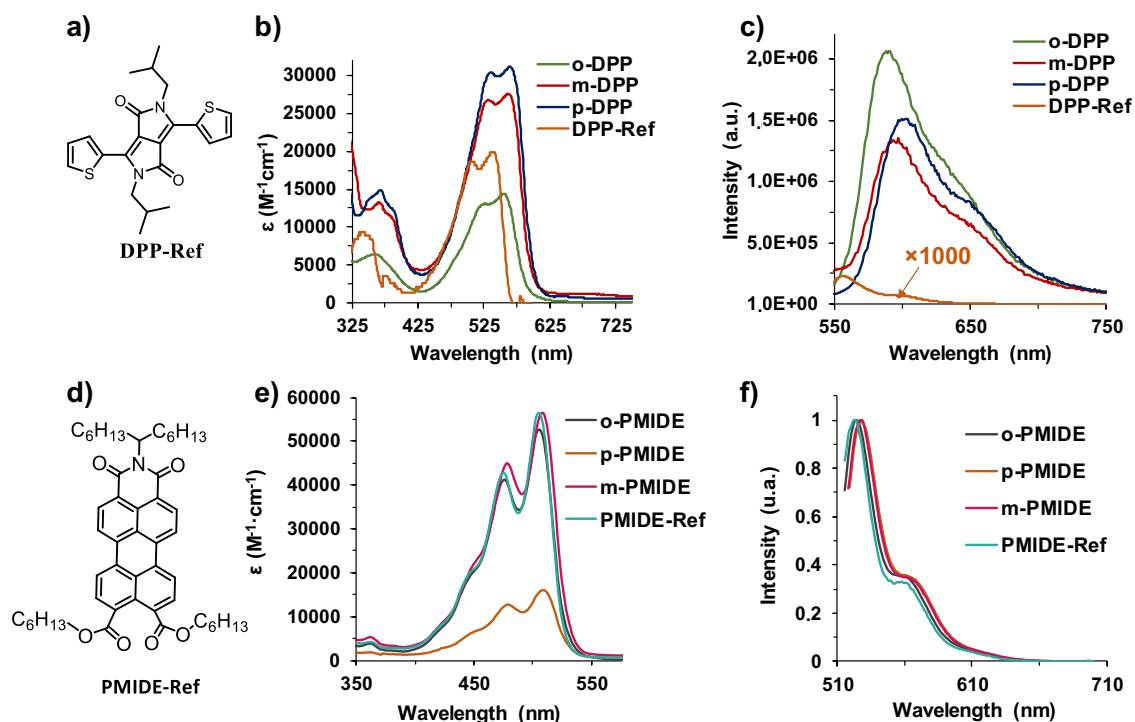 a)
S
O
N
N
O
S
DPP-Ref
b)
30000
25000
20000
15000
10000
5000
0
ε (M⁻¹cm⁻¹)
325 425 525 625 725
Wavelength (nm)
o-DPP
m-DPP
p-DPP
DPP-Ref
c)
2,0E+06
1,5E+06
1,0E+06
5,0E+05
1,0E+00
Intensity (a.u.)
550 650 750
Wavelength (nm)
o-DPP
m-DPP
p-DPP
DPP-Ref
×1000
d)
C₆H₁₃ C₆H₁₃
O N O
C₆H₁₃ C₆H₁₃
O O O O
PMIDE-Ref
e)
60000
50000
40000
30000
20000
10000
0
ε (M⁻¹·cm⁻¹)
350 450 550
Wavelength (nm)
o-PMIDE
p-PMIDE
m-PMIDE
PMIDE-Ref
f)
1
0,8
0,6
0,4
0,2
0
Intensity (u.a.)
510 610 710
Wavelength (nm)
o-PMIDE
p-PMIDE
m-PMIDE
PMIDE-Ref